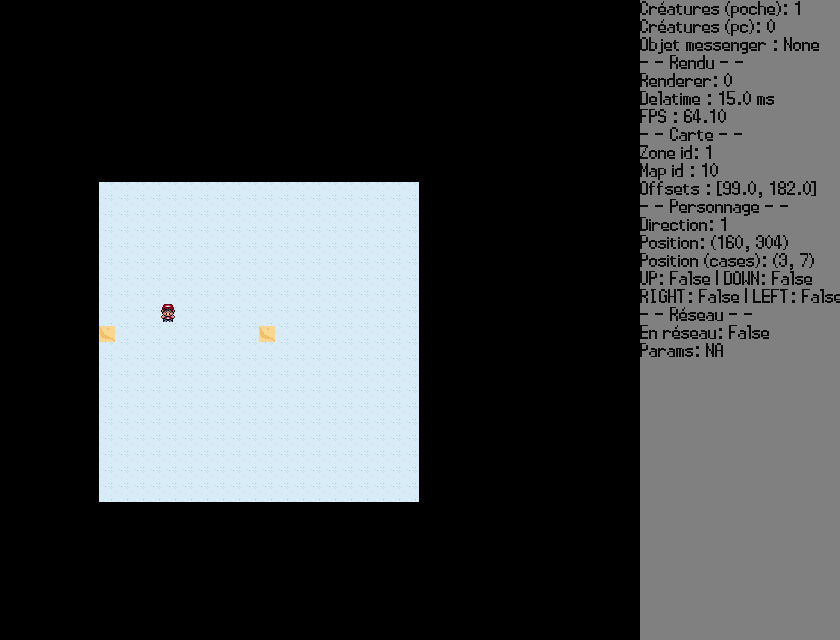 Créatures (poche): 1
Créatures (pc): 0
Objet messenger : None
- - Rendu - -
Renderer: 0
Delatime : 15.0 ms
FPS : 64.10
- - Carte - -
Zone id: 1
Map id : 10
Offsets : [99.0, 182.0]
- - Personnage - -
Direction: 1
Position: (160, 304)
Position (cases): (3, 7)
UP: False | DOWN: False
RIGHT: False | LEFT: False
- - Réseau - -
En réseau: False
Params: NA